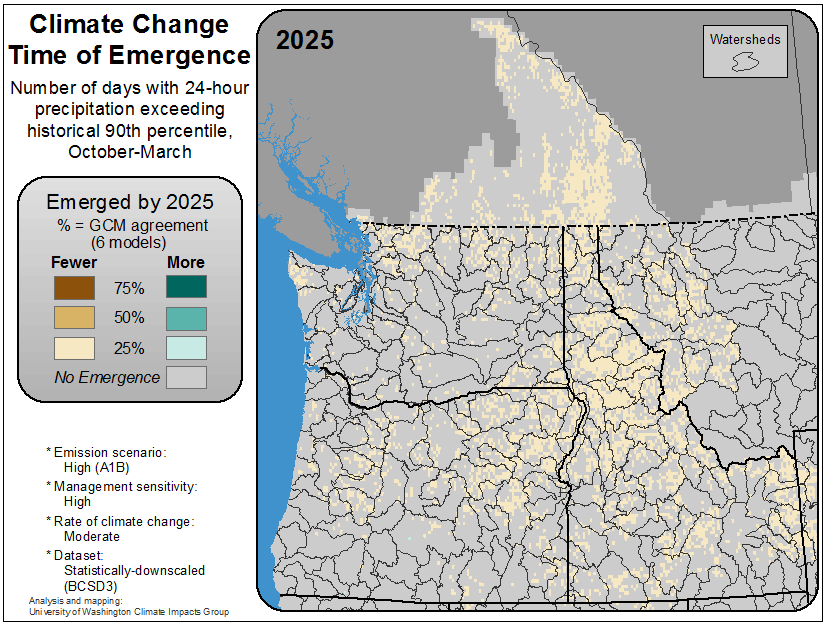 Climate Change
Time of Emergence
Number of days with 24-hour
precipitation exceeding
historical 90th percentile,
October-March
Emerged by 2025
% = GCM agreement
(6 models)
Fewer More
75%
50%
25%
No Emergence
* Emission scenario:
High (A1B)
* Management sensitivity:
High
* Rate of climate change:
Moderate
* Dataset:
Statistically-downscaled
(BCSD3)
Analysis and mapping:
University of Washington Climate Impacts Group
2025
Watersheds